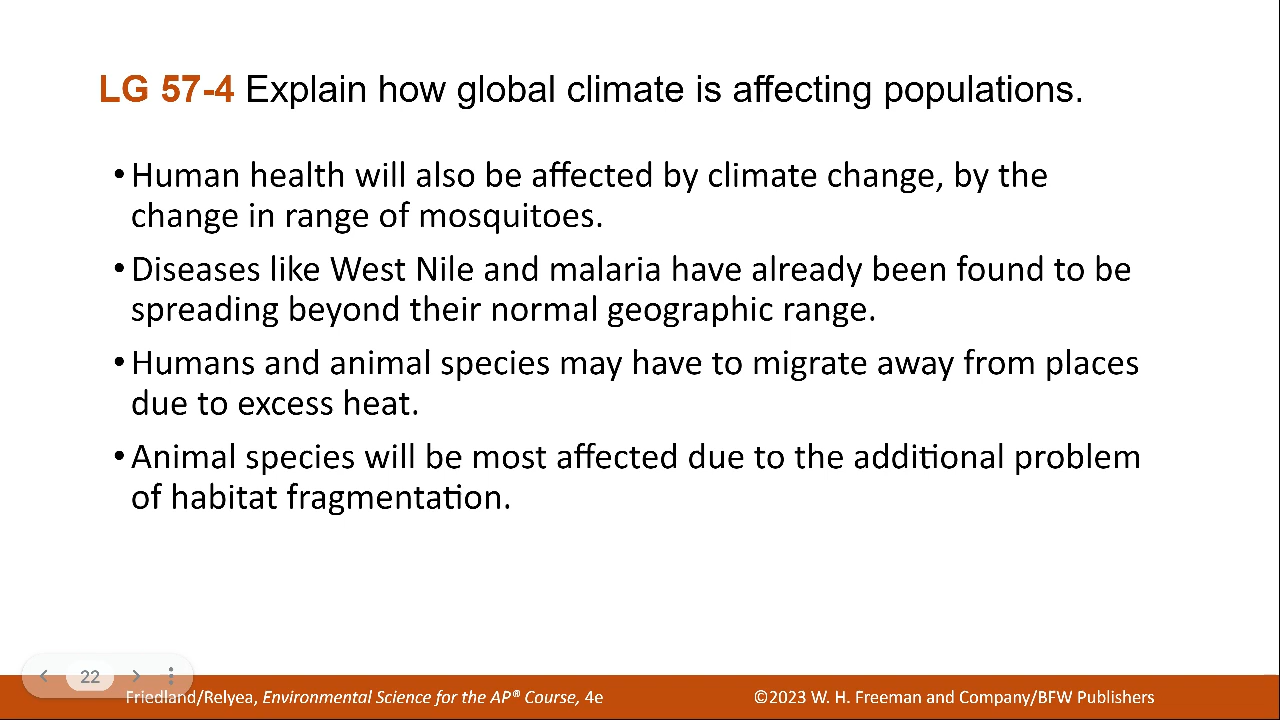 LG 57-4 Explain how global climate is affecting populations.
•Human health will also be affected by climate change, by the
change in range of mosquitoes.
•Diseases like West Nile and malaria have already been found to be
spreading beyond their normal geographic range.
•Humans and animal species may have to migrate away from places
due to excess heat.
•Animal species will be most affected due to the additional problem
of habitat fragmentation.
22
Friedland/Relyea, Environmental Science for the AP® Course, 4e
©2023 W. H. Freeman and Company/BFW Publishers